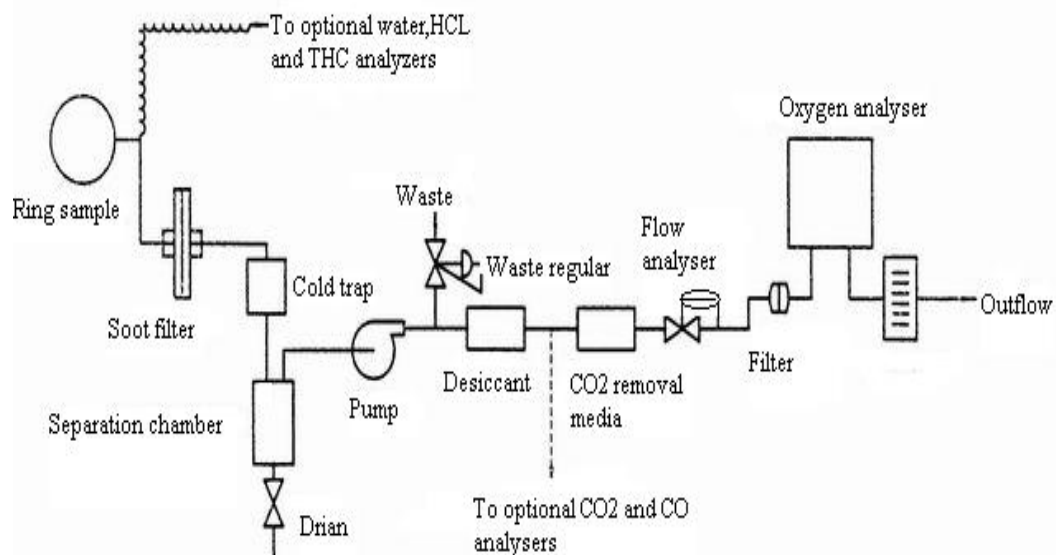 To optional water,HCL
and THC analyzers
Oxygen analyser
Ring sample
Waste
Flow
analyser
Waste regular
Cold trap
Soot filter
Outflow
Filter
Desiccant
CO2 removal
media
Pump
Separation chamber
To optional CO2 and CO
analysers
Drian